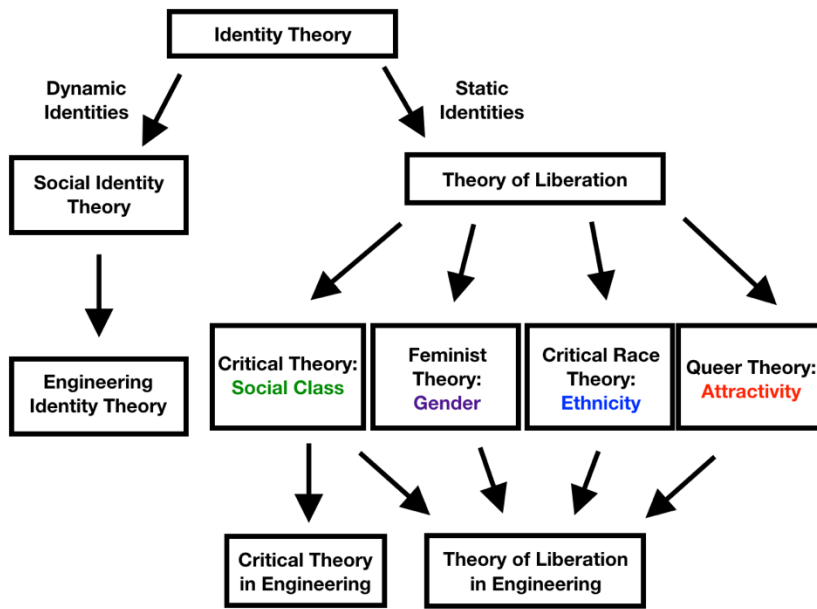 Identity Theory
Dynamic
Identities
Static
Identities
Social Identity
Theory
Theory of Liberation
Engineering
Identity Theory
Critical Theory:
Social Class
Feminist
Theory:
Gender
Critical Race
Theory:
Ethnicity
Queer Theory:
Attractivity
Critical Theory
in Engineering
Theory of Liberation
in Engineering